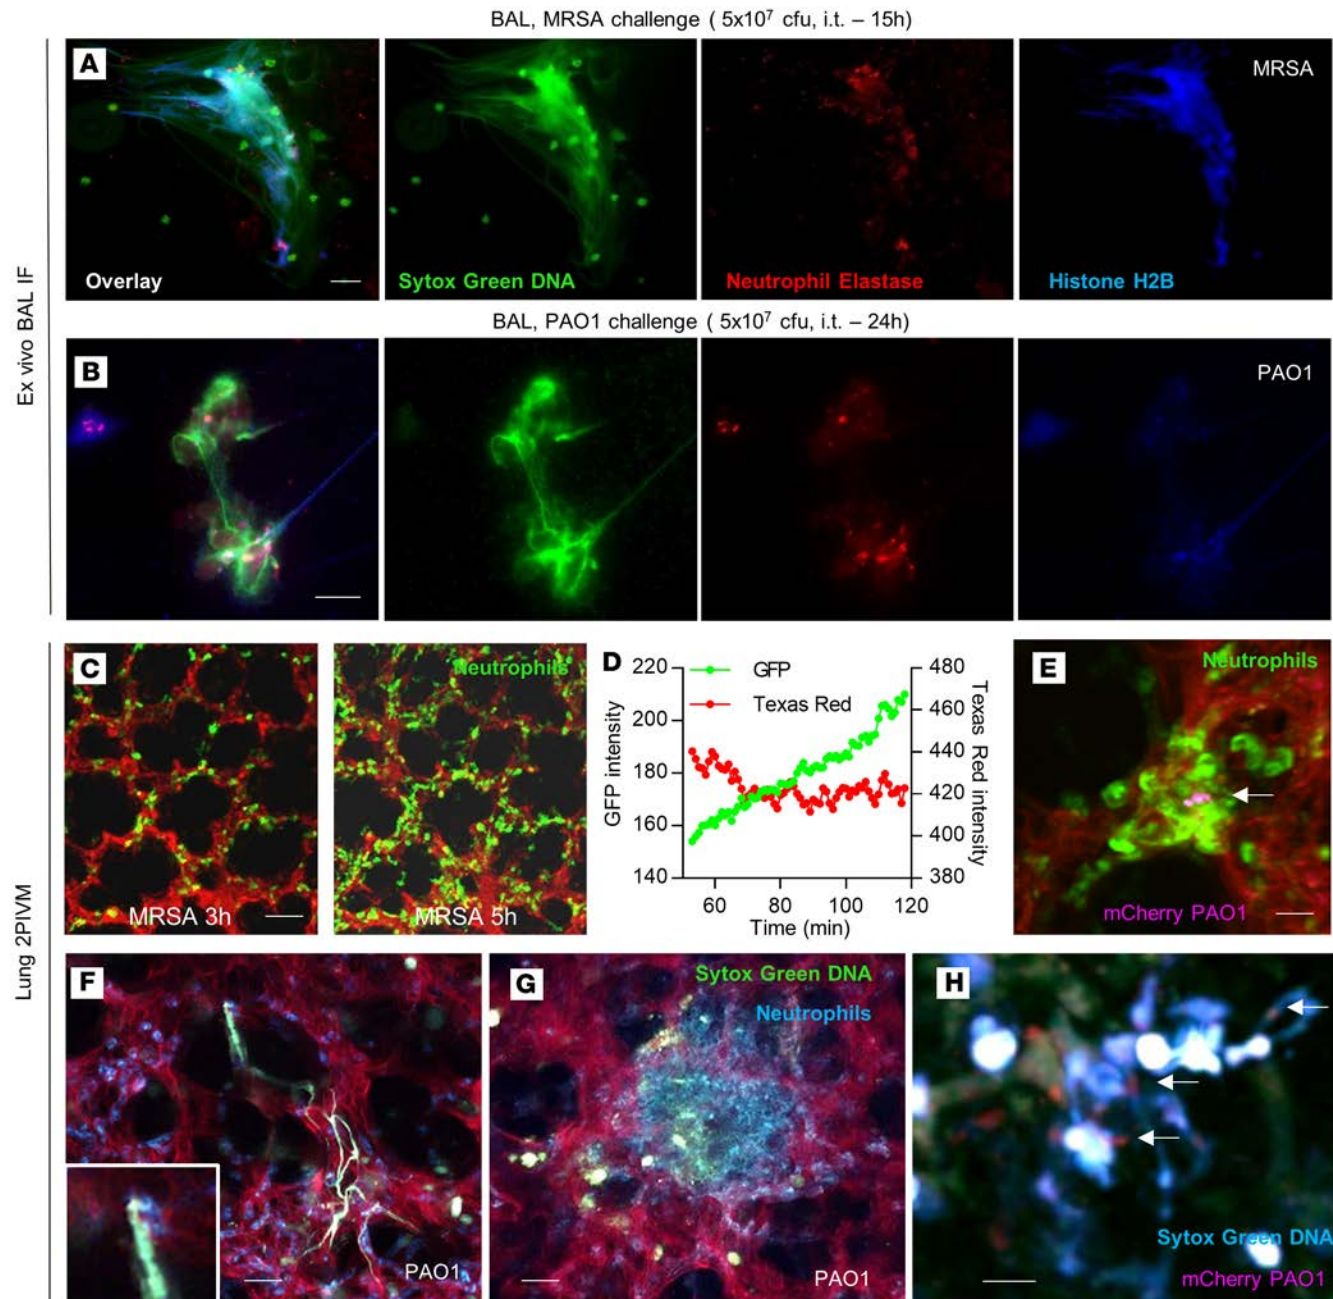 BAL, MRSA challenge ( 5x10⁷ cfu, i.t. – 15h)
Ex vivo BAL IF
A
MRSA
Overlay
Sytox Green DNA
Neutrophil Elastase
Histone H2B
BAL, PAO1 challenge ( 5x10⁷ cfu, i.t. – 24h)
B
PAO1
Lung 2PIVM
C
Neutrophils
MRSA 3h
MRSA 5h
D
GFP
Texas Red
GFP intensity
220
200
180
160
140
Texas Red intensity
480
460
440
420
400
380
60
80
100
120
Time (min)
E
Neutrophils
mCherry PAO1
F
PAO1
G
Sytox Green DNA
Neutrophils
PAO1
H
Sytox Green DNA
mCherry PAO1